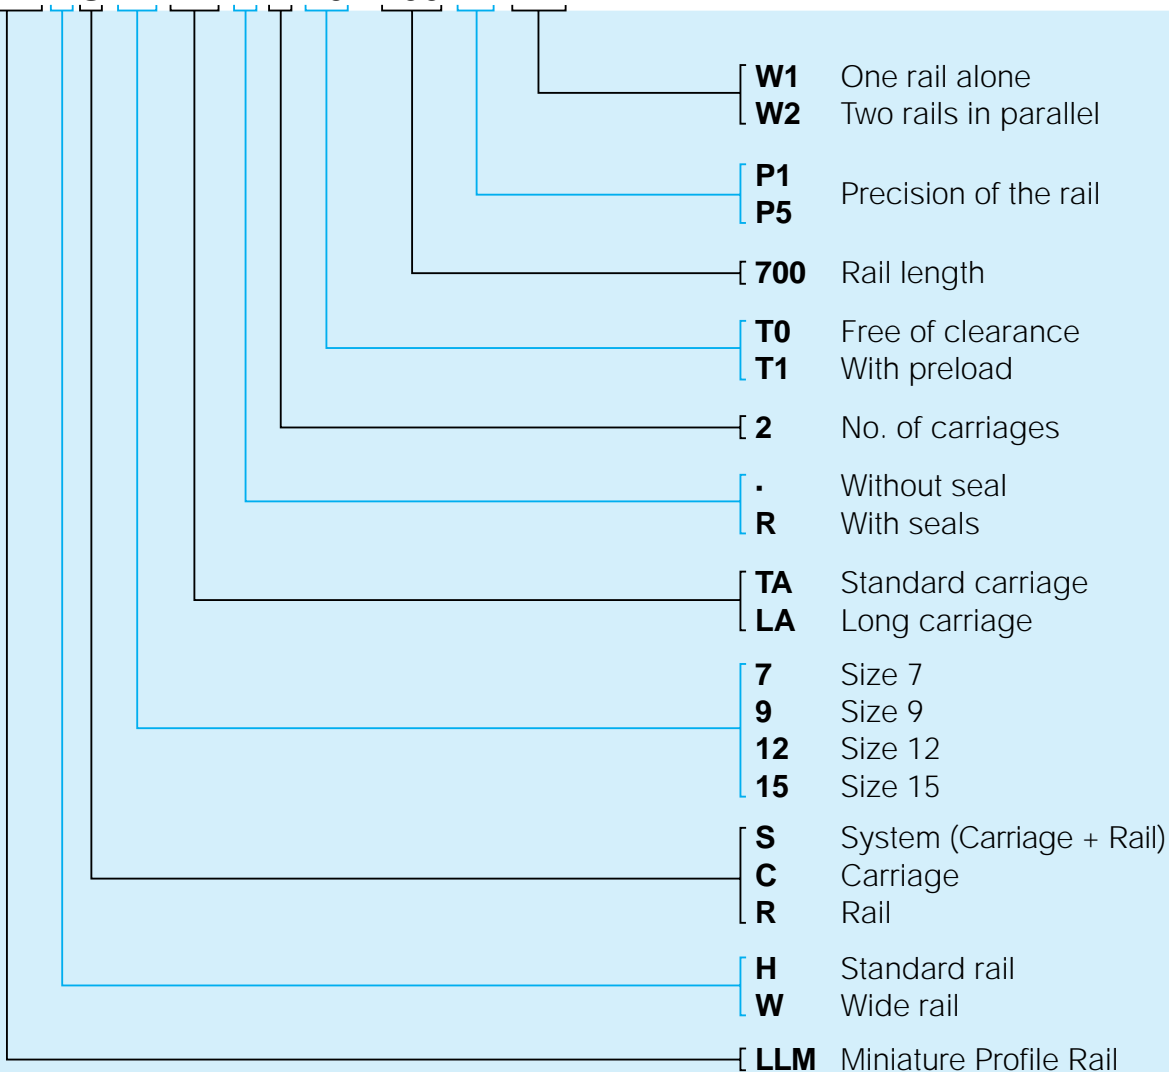 W1 One rail alone
W2 Two rails in parallel
P1
Precision of the rail
P5
700 Rail length
T0 Free of clearance
T1 With preload
2 No. of carriages
. Without seal
R With seals
TA Standard carriage
LA Long carriage
7 Size 7
9 Size 9
12 Size 12
15 Size 15
S System (Carriage + Rail)
C Carriage
R Rail
H Standard rail
W Wide rail
LLM Miniature Profile Rail